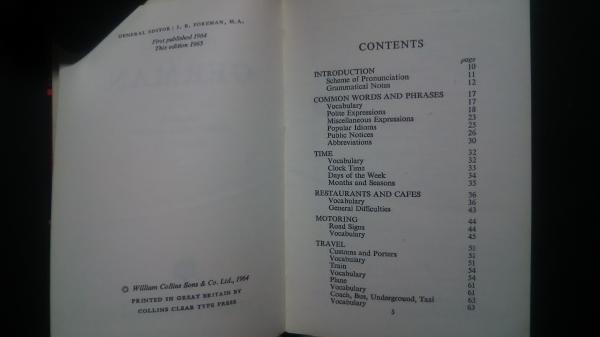 GENERAL EDITOR: J. B. FOREMAN, M.A.
First published 1964
This edition 1965
© William Collins Sons & Co. Ltd., 1964
PRINTED IN GREAT BRITAIN BY
COLLINS CLEAR-TYPE PRESS
CONTENTS
page
INTRODUCTION 10
Scheme of Pronunciation 11
Grammatical Notes 12
COMMON WORDS AND PHRASES 17
Vocabulary 17
Polite Expressions 18
Miscellaneous Expressions 23
Popular Idioms 25
Public Notices 26
Abbreviations 30
TIME 32
Vocabulary 32
Clock Time 33
Days of the Week 34
Months and Seasons 35
RESTAURANTS AND CAFES 36
Vocabulary 36
General Difficulties 43
MOTORING 44
Road Signs 44
Vocabulary 45
TRAVEL 51
Customs and Porters 51
Vocabulary 51
Train 54
Vocabulary 54
Plane 61
Vocabulary 61
Coach, Bus, Underground, Taxi 63
Vocabulary 63
5